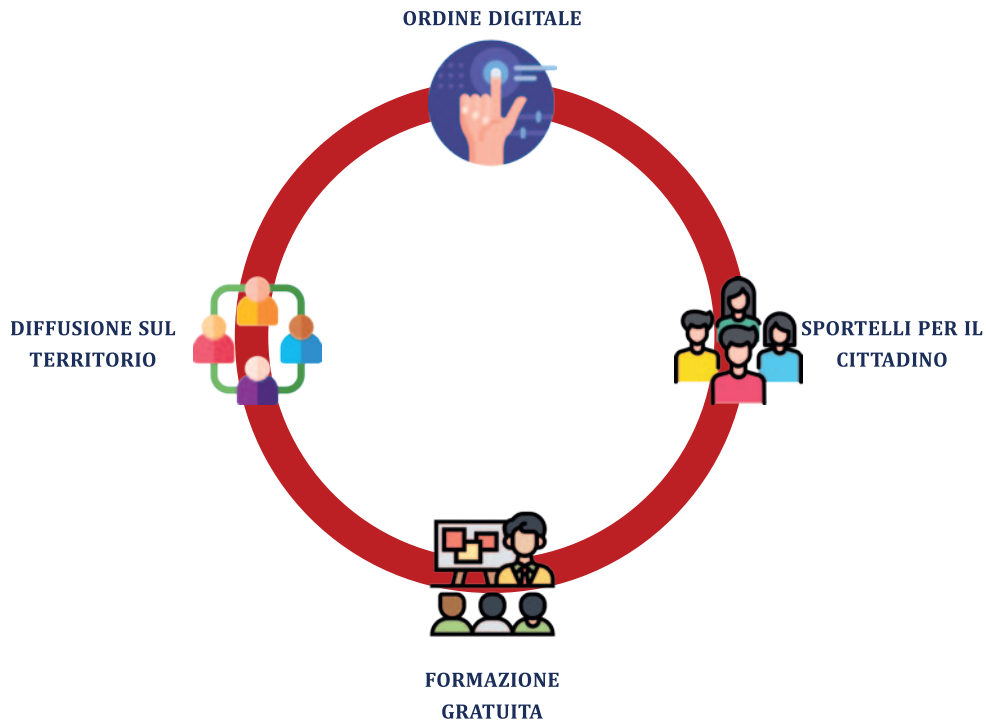 ORDINE DIGITALE
DIFFUSIONE SUL
TERRITORIO
SPORTELLI PER IL
CITTADINO
FORMAZIONE
GRATUITA